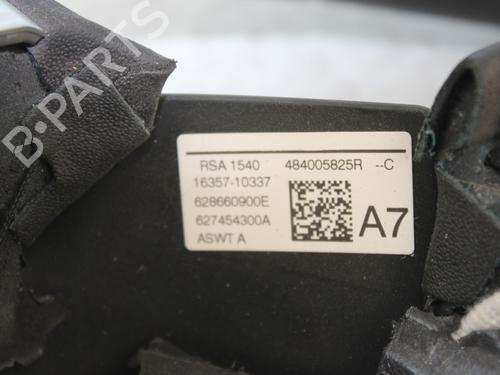 B-PARTS
RSA 1540 484005825R --C
16357-10337
628660900E
627454300A
ASWT A
A7